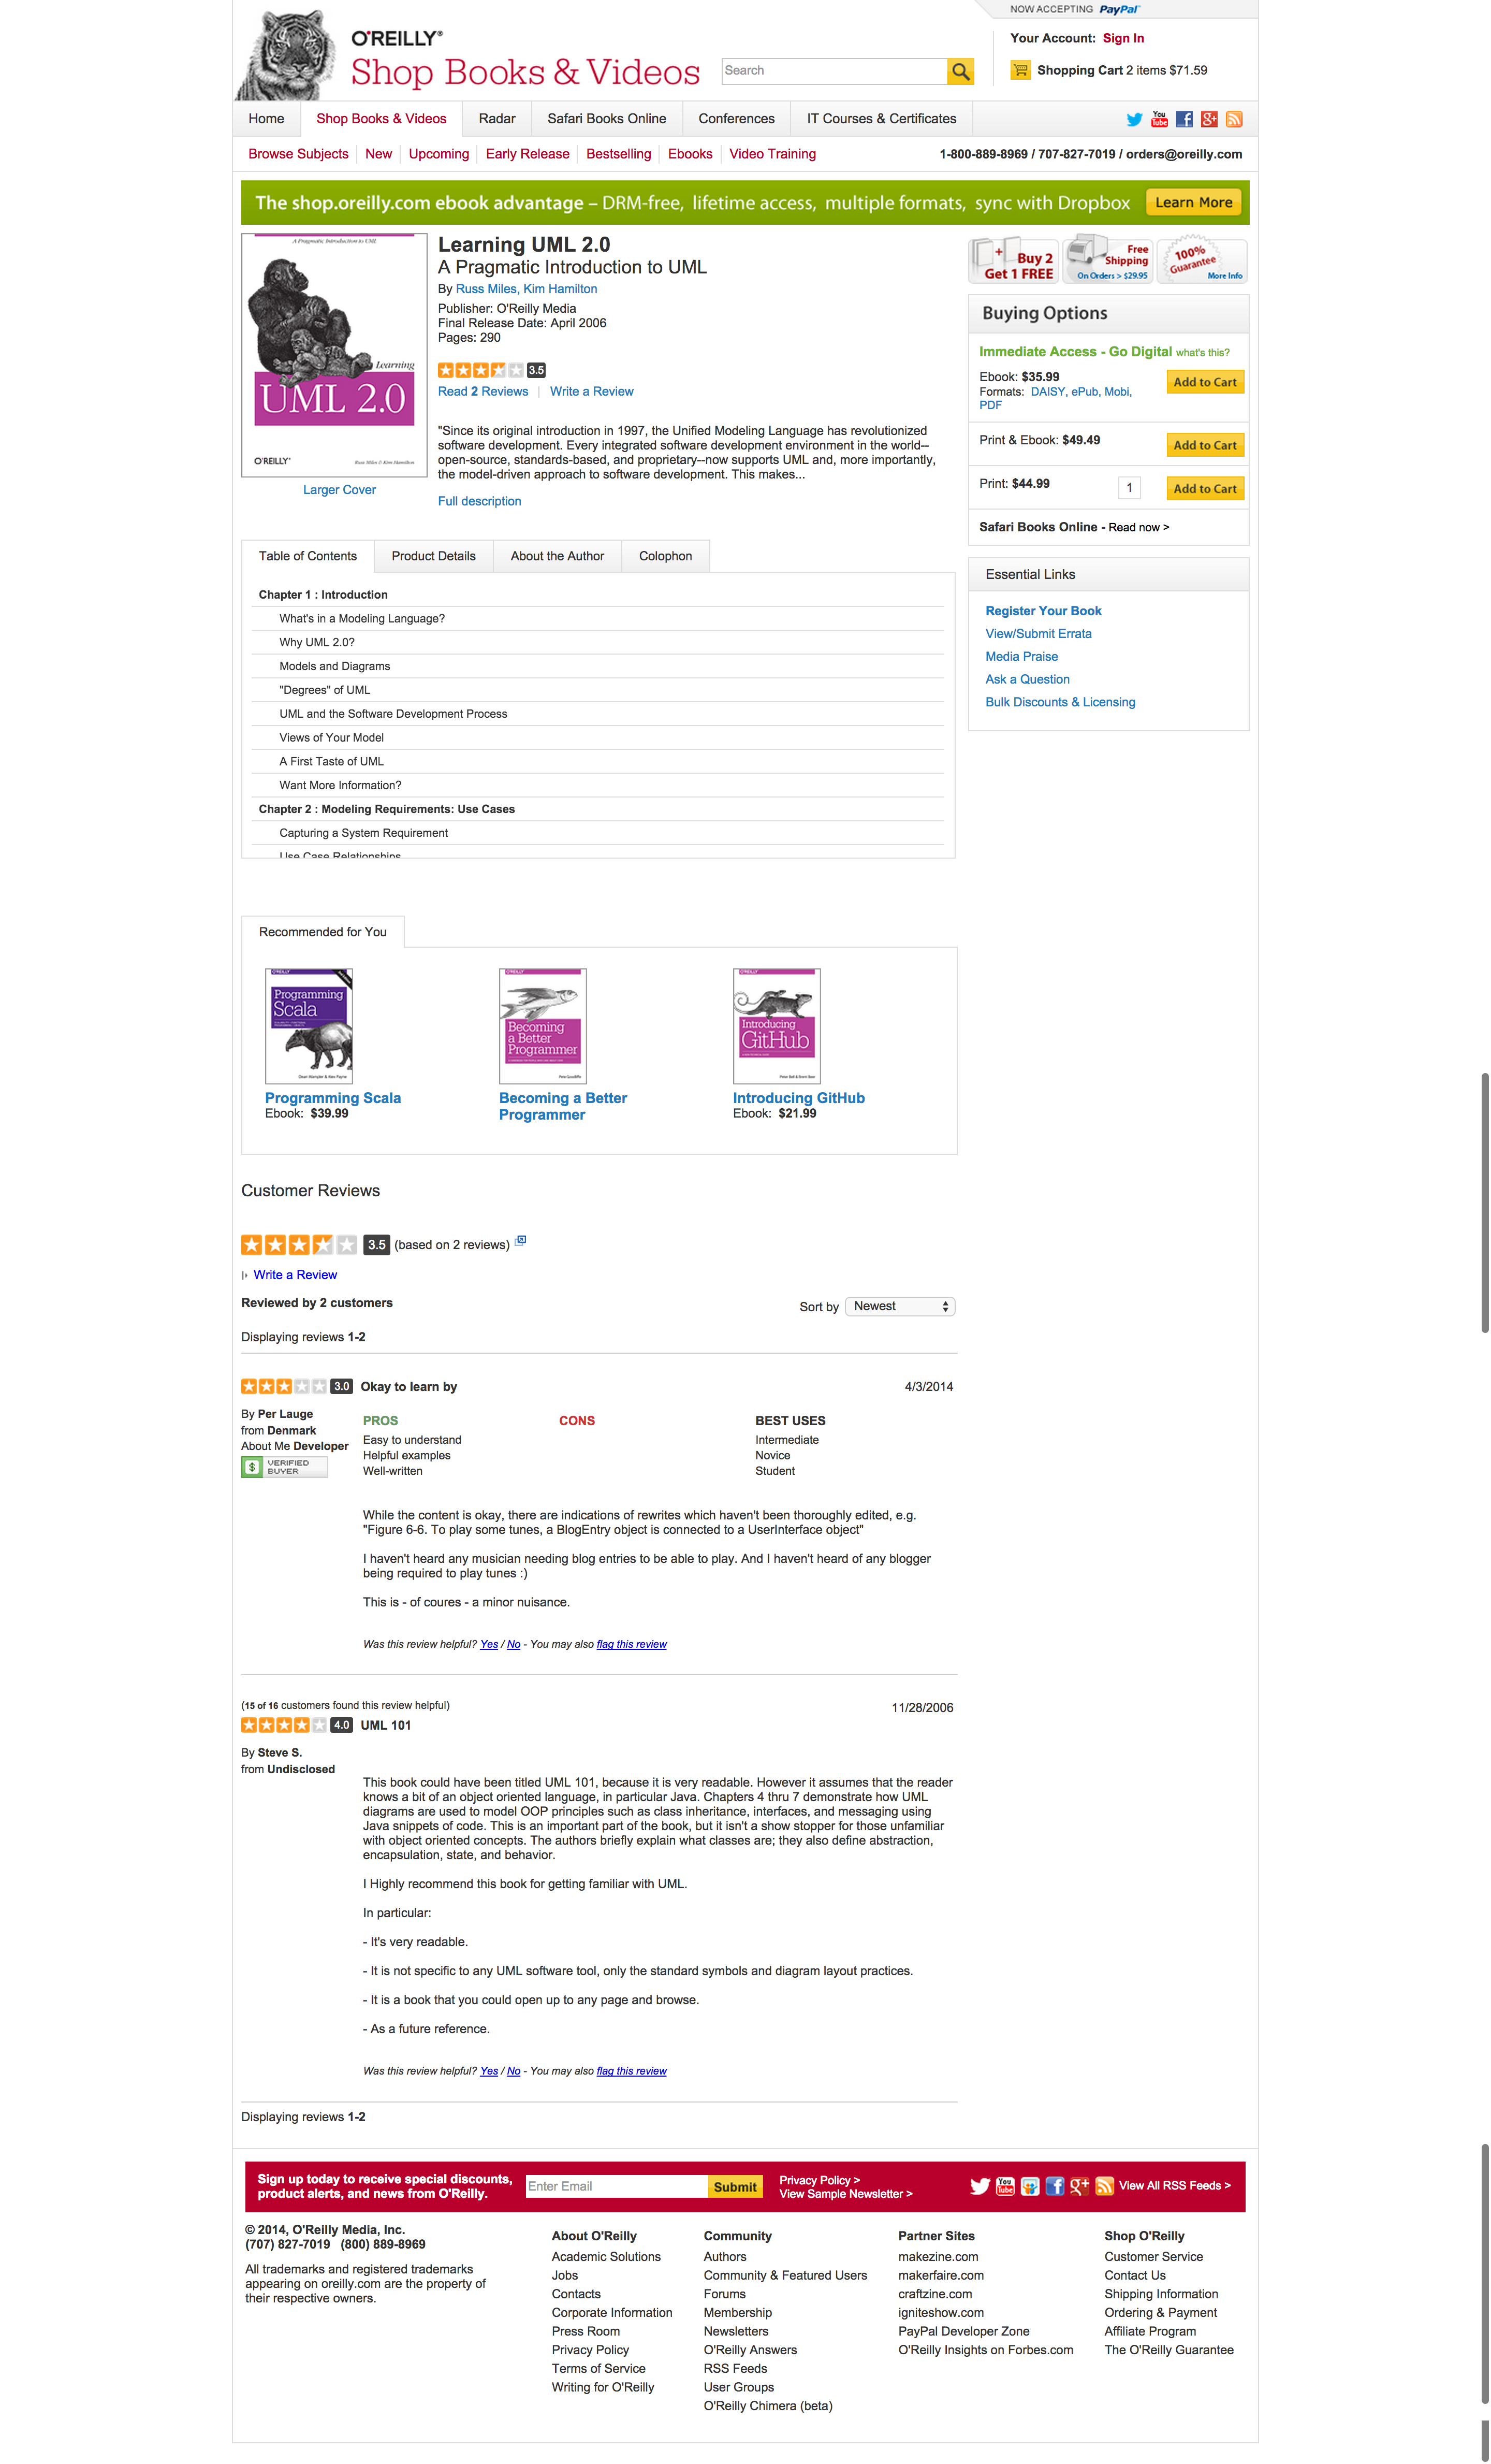 NOW ACCEPTING PayPal
O'REILLY®
Shop Books & Videos
Search
Your Account: Sign In
Shopping Cart 2 items $71.59
Home Shop Books & Videos Radar Safari Books Online Conferences IT Courses & Certificates
Browse Subjects New Upcoming Early Release Bestselling Ebooks Video Training 1-800-889-8969 / 707-827-7019 / orders@oreilly.com
The shop.oreilly.com ebook advantage – DRM-free, lifetime access, multiple formats, sync with Dropbox Learn More
A Pragmatic Introduction to UML
Learning
UML 2.0
O'REILLY® Russ Miles & Kim Hamilton
Larger Cover
Learning UML 2.0
A Pragmatic Introduction to UML
By Russ Miles, Kim Hamilton
Publisher: O'Reilly Media
Final Release Date: April 2006
Pages: 290
3.5
Read 2 Reviews | Write a Review
"Since its original introduction in 1997, the Unified Modeling Language has revolutionized
software development. Every integrated software development environment in the world--
open-source, standards-based, and proprietary--now supports UML and, more importantly,
the model-driven approach to software development. This makes...
Full description
+ Buy 2
Get 1 FREE
Free
Shipping
On Orders > $29.95
100%
Guarantee
More Info
Buying Options
Immediate Access - Go Digital what's this?
Ebook: $35.99 Add to Cart
Formats: DAISY, ePub, Mobi,
PDF
Print & Ebook: $49.49 Add to Cart
Print: $44.99 1 Add to Cart
Safari Books Online - Read now >
Essential Links
Register Your Book
View/Submit Errata
Media Praise
Ask a Question
Bulk Discounts & Licensing
Table of Contents Product Details About the Author Colophon
Chapter 1 : Introduction
What's in a Modeling Language?
Why UML 2.0?
Models and Diagrams
"Degrees" of UML
UML and the Software Development Process
Views of Your Model
A First Taste of UML
Want More Information?
Chapter 2 : Modeling Requirements: Use Cases
Capturing a System Requirement
Use Case Relationships
Recommended for You
O'REILLY
Programming
Scala
Dean Wampler & Alex Payne
O'REILLY
Becoming
a Better
Programmer
Pete Goodliffe
O'REILLY
Introducing
GitHub
Peter Bell & Brent Beer
Programming Scala
Ebook: $39.99
Becoming a Better
Programmer
Introducing GitHub
Ebook: $21.99
Customer Reviews
3.5 (based on 2 reviews)
Write a Review
Reviewed by 2 customers Sort by Newest
Displaying reviews 1-2
3.0 Okay to learn by 4/3/2014
By Per Lauge
from Denmark
About Me Developer
VERIFIED
BUYER
PROS
Easy to understand
Helpful examples
Well-written
CONS
BEST USES
Intermediate
Novice
Student
While the content is okay, there are indications of rewrites which haven't been thoroughly edited, e.g.
"Figure 6-6. To play some tunes, a BlogEntry object is connected to a UserInterface object"
I haven't heard any musician needing blog entries to be able to play. And I haven't heard of any blogger
being required to play tunes :)
This is - of coures - a minor nuisance.
Was this review helpful? Yes / No - You may also flag this review
(15 of 16 customers found this review helpful) 11/28/2006
4.0 UML 101
By Steve S.
from Undisclosed
This book could have been titled UML 101, because it is very readable. However it assumes that the reader
knows a bit of an object oriented language, in particular Java. Chapters 4 thru 7 demonstrate how UML
diagrams are used to model OOP principles such as class inheritance, interfaces, and messaging using
Java snippets of code. This is an important part of the book, but it isn't a show stopper for those unfamiliar
with object oriented concepts. The authors briefly explain what classes are; they also define abstraction,
encapsulation, state, and behavior.
I Highly recommend this book for getting familiar with UML.
In particular:
- It's very readable.
- It is not specific to any UML software tool, only the standard symbols and diagram layout practices.
- It is a book that you could open up to any page and browse.
- As a future reference.
Was this review helpful? Yes / No - You may also flag this review
Displaying reviews 1-2
Sign up today to receive special discounts,
product alerts, and news from O'Reilly.
Enter Email Submit
Privacy Policy >
View Sample Newsletter >
View All RSS Feeds >
© 2014, O'Reilly Media, Inc.
(707) 827-7019 (800) 889-8969
All trademarks and registered trademarks
appearing on oreilly.com are the property of
their respective owners.
About O'Reilly
Academic Solutions
Jobs
Contacts
Corporate Information
Press Room
Privacy Policy
Terms of Service
Writing for O'Reilly
Community
Authors
Community & Featured Users
Forums
Membership
Newsletters
O'Reilly Answers
RSS Feeds
User Groups
O'Reilly Chimera (beta)
Partner Sites
makezine.com
makerfaire.com
craftzine.com
igniteshow.com
PayPal Developer Zone
O'Reilly Insights on Forbes.com
Shop O'Reilly
Customer Service
Contact Us
Shipping Information
Ordering & Payment
Affiliate Program
The O'Reilly Guarantee